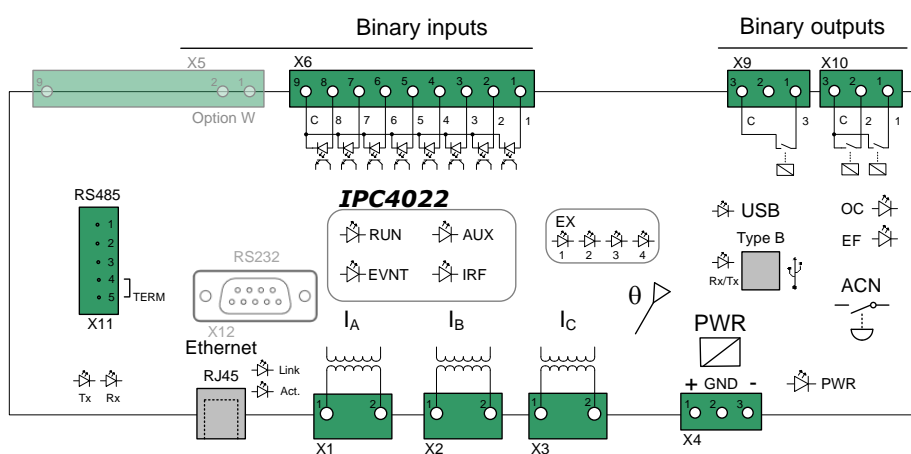 Binary inputs
Binary outputs
X5
X6
X9
X10
9 2 1
9 8 7 6 5 4 3 2 1
3 2 1
3 2 1
Option W
C 8 7 6 5 4 3 2 1
C 3
C 2 1
RS485
1
2
3
4
5
TERM
X11
IPC4022
RUN
AUX
EVNT
IRF
EX
1 2 3 4
USB
Type B
Rx/Tx
OC
EF
ACN
RS232
X12
θ
IA
IB
IC
PWR
Ethernet
RJ45
Link
Act.
Tx Rx
1 2
1 2
1 2
+ GND -
1 2 3
PWR
X1
X2
X3
X4